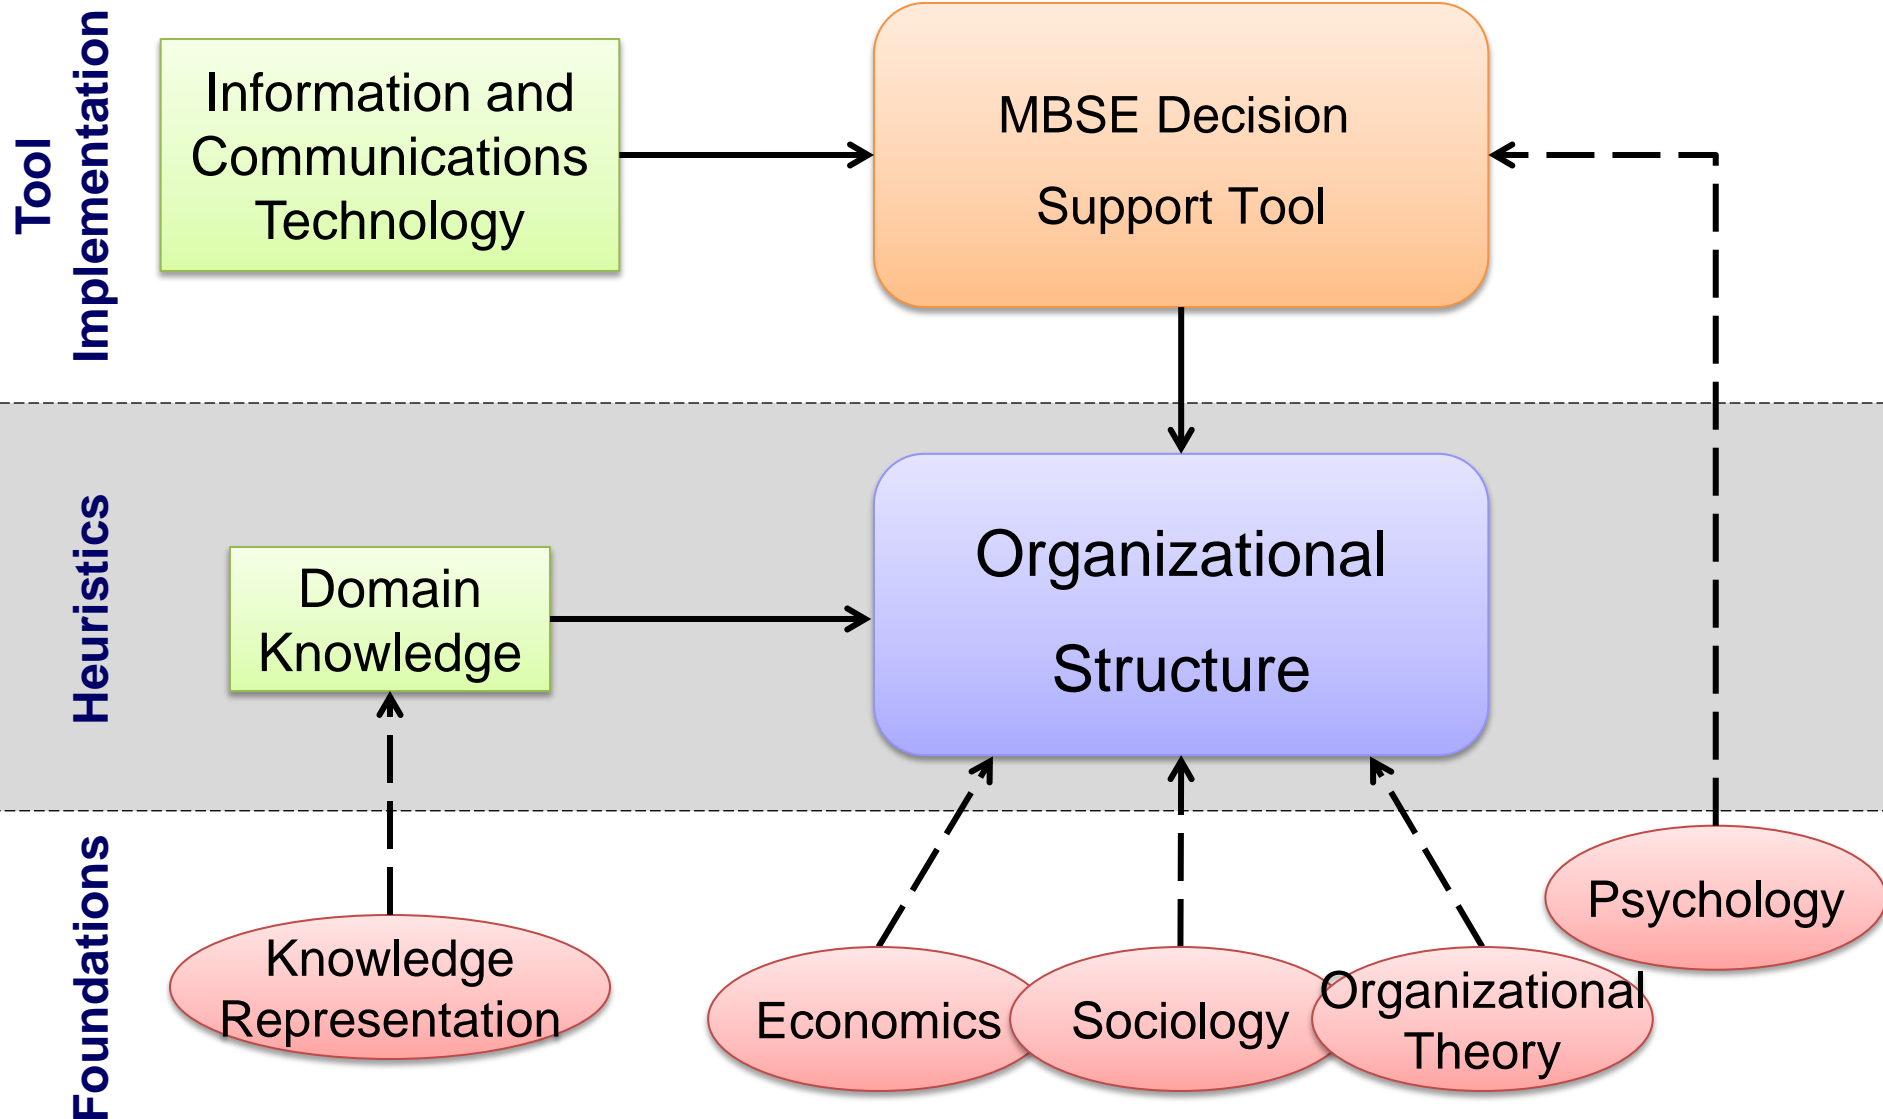 Tool
Implementation
Information and
Communications
Technology
MBSE Decision
Support Tool
Heuristics
Domain
Knowledge
Organizational
Structure
Foundations
Knowledge
Representation
Economics
Sociology
Organizational
Theory
Psychology